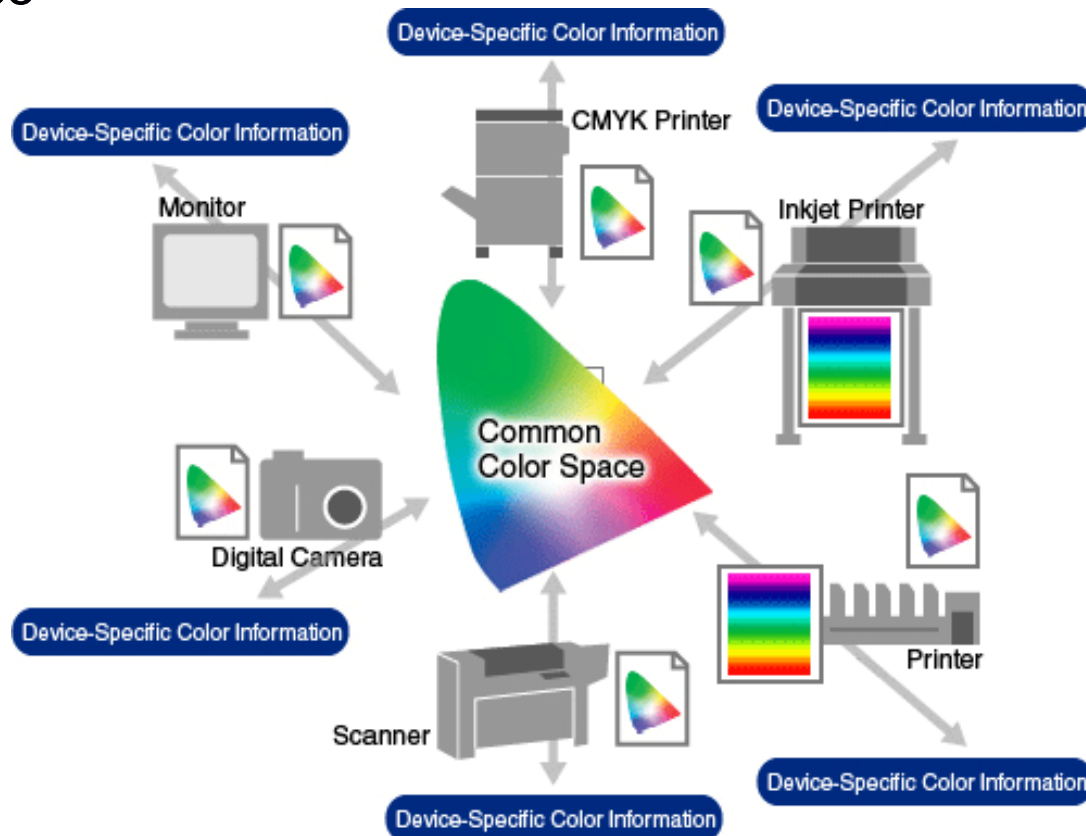 Device-Specific Color Information
CMYK Printer
Device-Specific Color Information
Device-Specific Color Information
Monitor
Inkjet Printer
Common
Color Space
Digital Camera
Device-Specific Color Information
Printer
Scanner
Device-Specific Color Information
Device-Specific Color Information